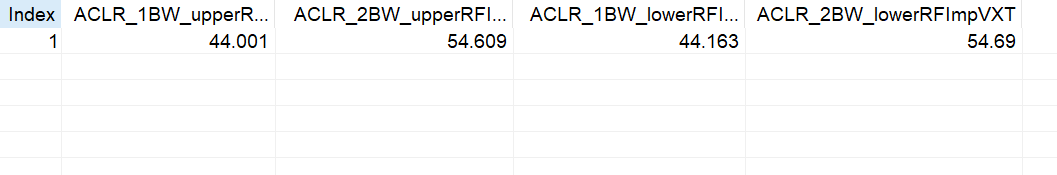 Index ACLR_1BW_upperR... ACLR_2BW_upperRFI... ACLR_1BW_lowerRFI... ACLR_2BW_lowerRFImpVXT
1 44.001 54.609 44.163 54.69